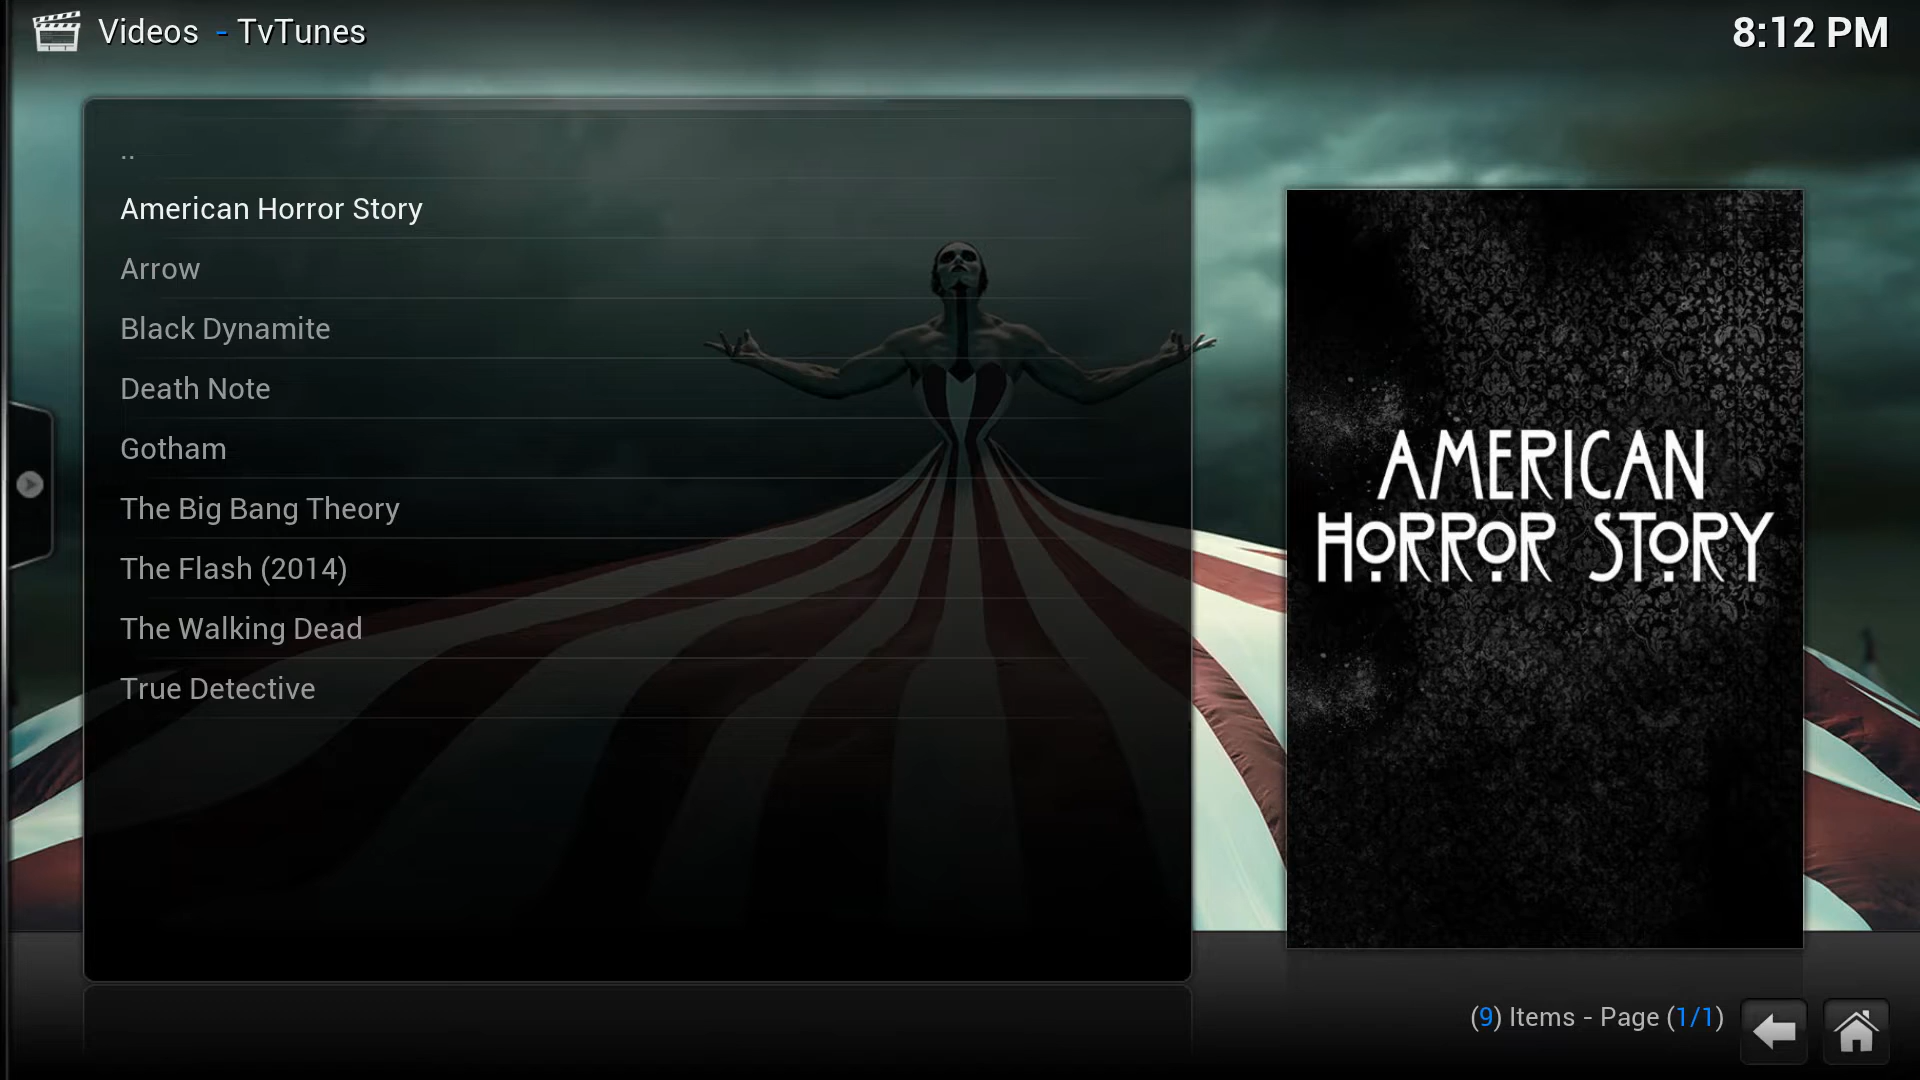 Videos - TvTunes
8:12 PM
..
American Horror Story
Arrow
Black Dynamite
Death Note
Gotham
The Big Bang Theory
The Flash (2014)
The Walking Dead
True Detective
AMERICAN
HORROR STORY
(9) Items - Page (1/1)